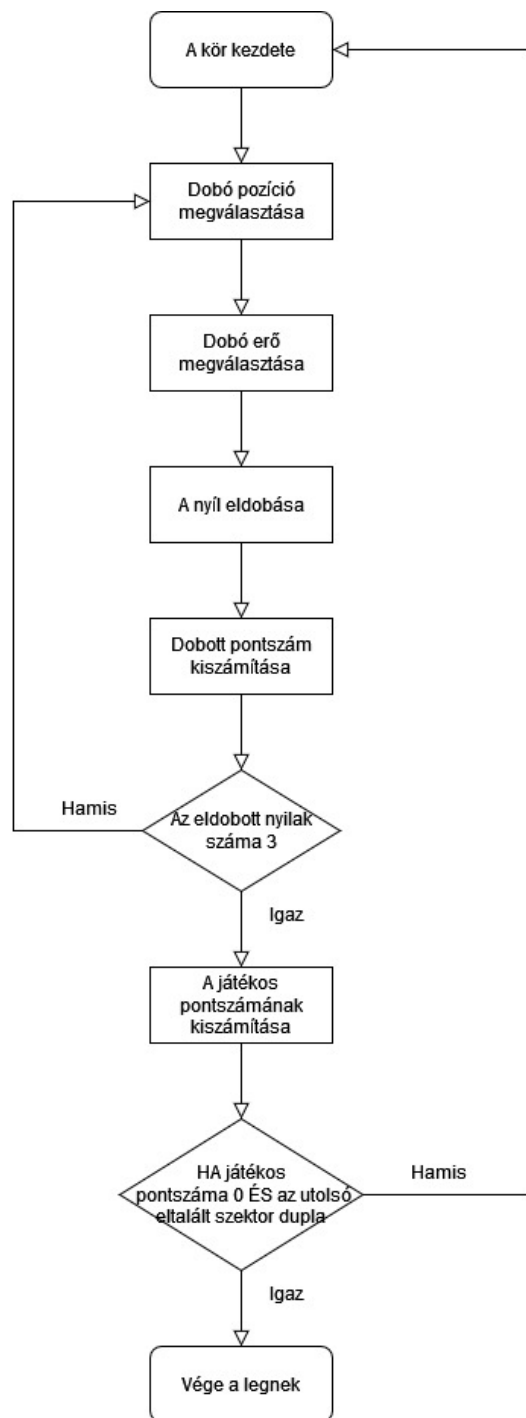 A kör kezdete
Dobó pozíció
megválasztása
Dobó erő
megválasztása
A nyíl eldobása
Dobott pontszám
kiszámítása
Hamis
Az eldobott nyilak
száma 3
Igaz
A játékos
pontszámának
kiszámítása
HA játékos
pontszáma 0 ÉS az utolsó
eltalált szektor dupla
Hamis
Igaz
Vége a legnek